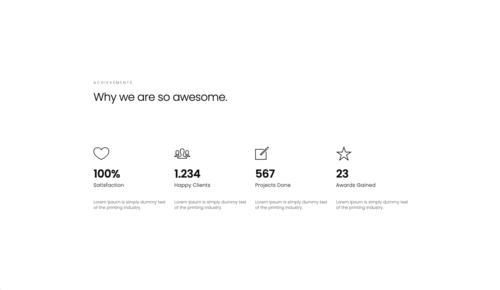 ACHIEVEMENTS
Why we are so awesome.
100%
Satisfaction
Lorem Ipsum is simply dummy text
of the printing industry.
1.234
Happy Clients
Lorem Ipsum is simply dummy text
of the printing industry.
567
Projects Done
Lorem Ipsum is simply dummy text
of the printing industry.
23
Awards Gained
Lorem Ipsum is simply dummy text
of the printing industry.